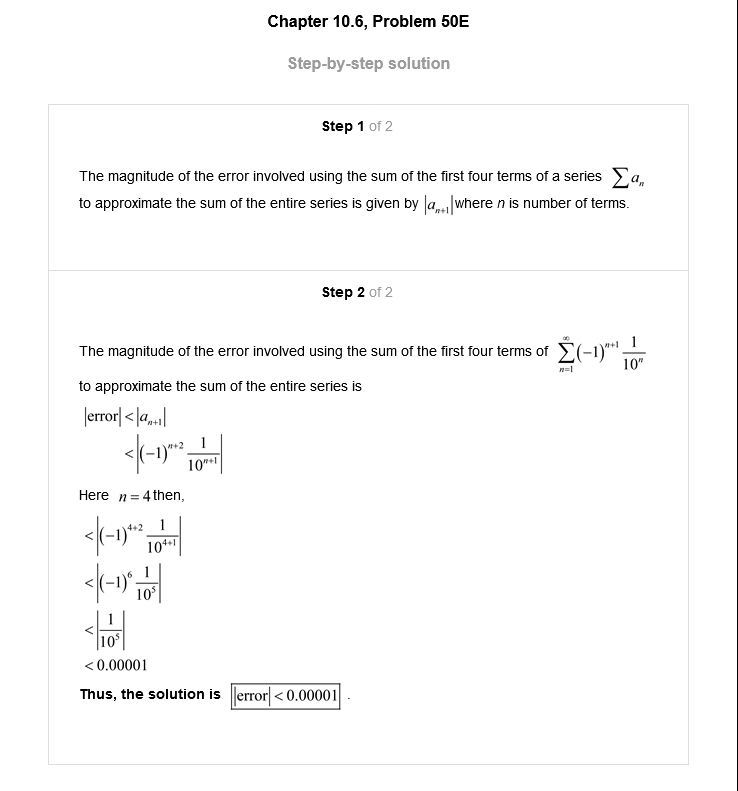 Chapter 10.6, Problem 50E
Step-by-step solution
Step 1 of 2
The magnitude of the error involved using the sum of the first four terms of a series $\sum a_n$
to approximate the sum of the entire series is given by $|a_{n+1}|$ where n is number of terms.
Step 2 of 2
The magnitude of the error involved using the sum of the first four terms of $\sum_{n=1}^{\infty}(-1)^{n+1}\frac{1}{10^n}$
to approximate the sum of the entire series is
$|\text{error}| < |a_{n+1}|$
$< \left|(-1)^{n+2}\frac{1}{10^{n+1}}\right|$
Here n = 4 then,
$< \left|(-1)^{4+2}\frac{1}{10^{4+1}}\right|$
$< \left|(-1)^{6}\frac{1}{10^{5}}\right|$
$< \left|\frac{1}{10^{5}}\right|$
< 0.00001
Thus, the solution is $|\text{error}| < 0.00001$ .